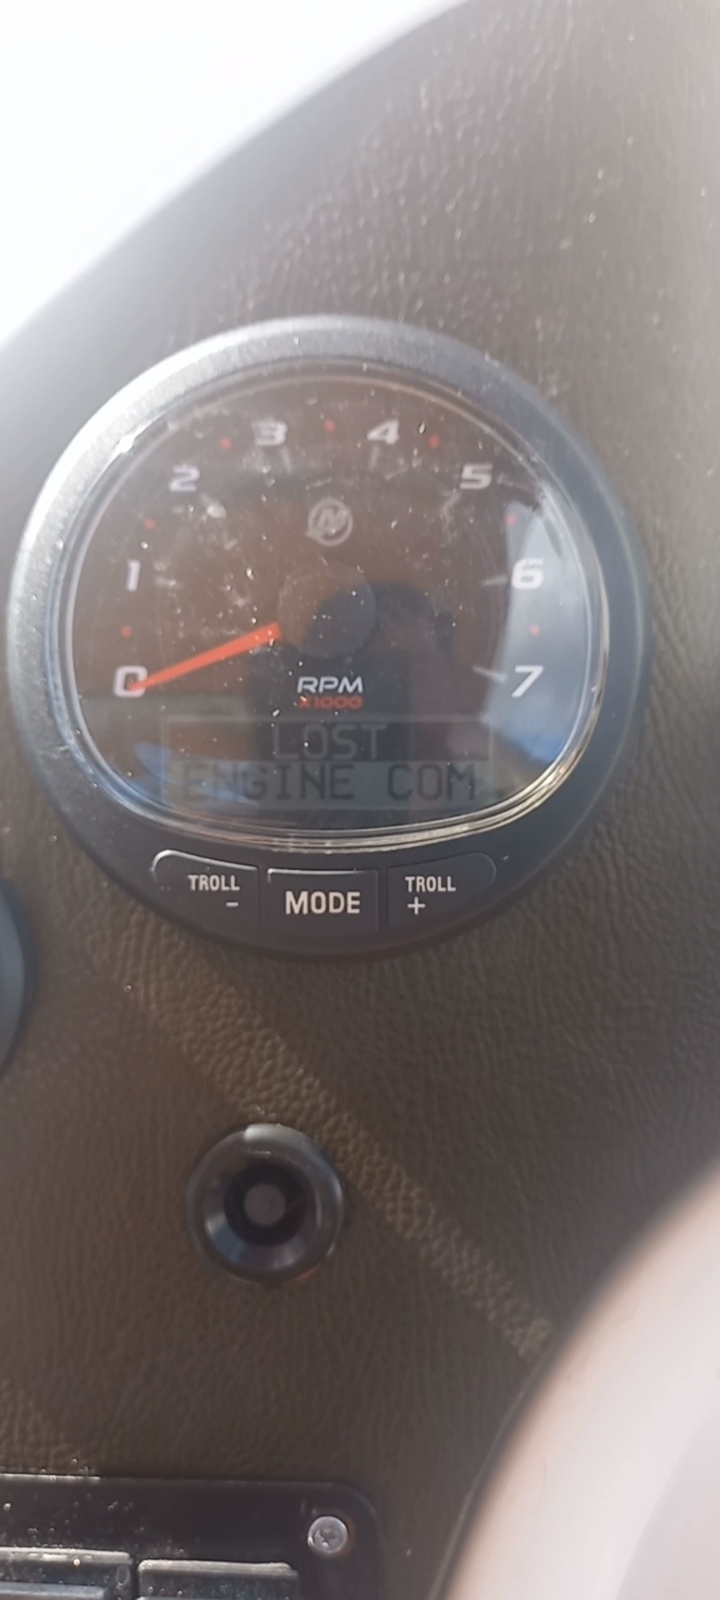 3 4
2 5
1 6
0 7
RPM
x1000
LOST
ENGINE COM
TROLL MODE TROLL
- +